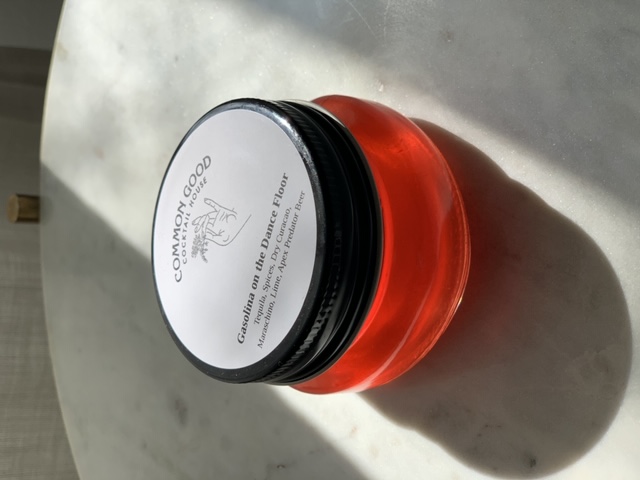 COMMON GOOD
COCKTAIL HOUSE
Gasolina on the Dance Floor
Tequila, Spices, Dry Curacao,
Maraschino, Lime, Apex Predator Beer